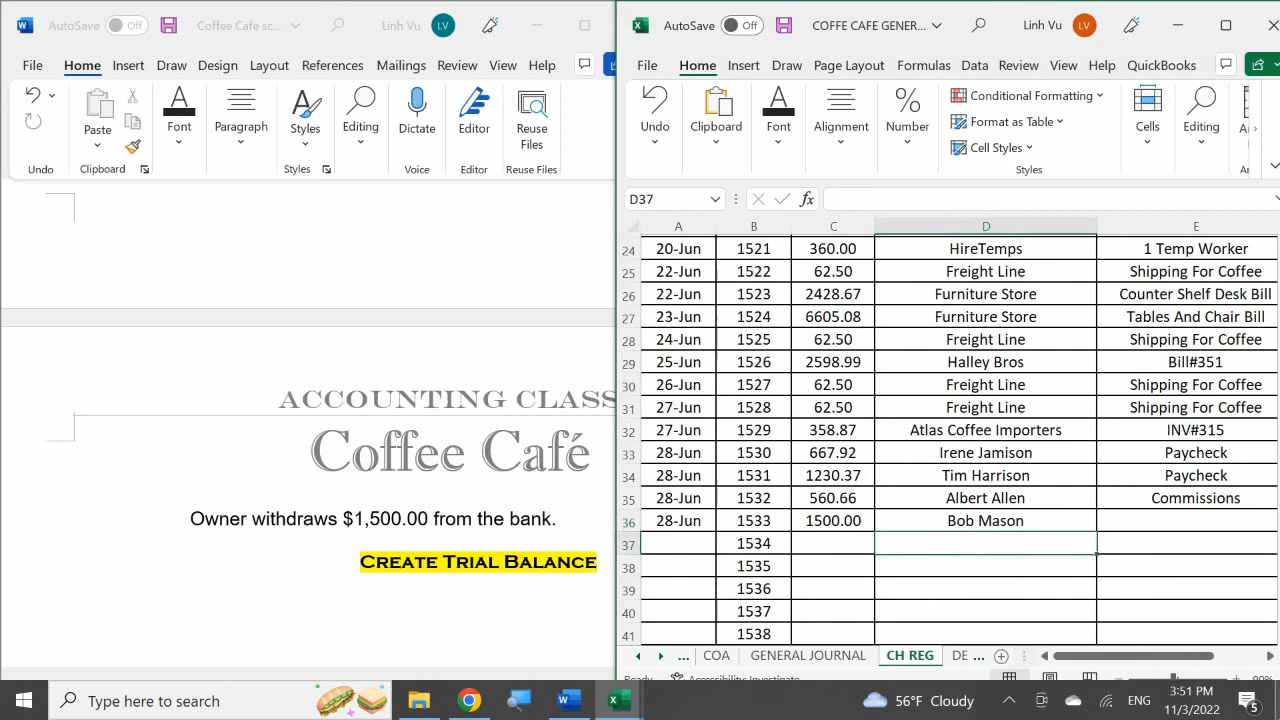 AutoSave Off Coffee Cafe sc... Linh Vu LV
File Home Insert Draw Design Layout References Mailings Review View Help
Paste Font Paragraph Styles Editing Dictate Editor Reuse Files
Undo Clipboard Styles Voice Editor Reuse Files
ACCOUNTING CLASS
Coffee Café
Owner withdraws $1,500.00 from the bank.
CREATE TRIAL BALANCE
AutoSave Off COFFE CAFE GENER... Linh Vu LV
File Home Insert Draw Page Layout Formulas Data Review View Help QuickBooks
Undo Clipboard Font Alignment Number Conditional Formatting Format as Table Cell Styles Cells Editing
Styles
D37 fx
A B C D E
24 20-Jun 1521 360.00 HireTemps 1 Temp Worker
25 22-Jun 1522 62.50 Freight Line Shipping For Coffee
26 22-Jun 1523 2428.67 Furniture Store Counter Shelf Desk Bill
27 23-Jun 1524 6605.08 Furniture Store Tables And Chair Bill
28 24-Jun 1525 62.50 Freight Line Shipping For Coffee
29 25-Jun 1526 2598.99 Halley Bros Bill#351
30 26-Jun 1527 62.50 Freight Line Shipping For Coffee
31 27-Jun 1528 62.50 Freight Line Shipping For Coffee
32 27-Jun 1529 358.87 Atlas Coffee Importers INV#315
33 28-Jun 1530 667.92 Irene Jamison Paycheck
34 28-Jun 1531 1230.37 Tim Harrison Paycheck
35 28-Jun 1532 560.66 Albert Allen Commissions
36 28-Jun 1533 1500.00 Bob Mason
37 1534
38 1535
39 1536
40 1537
41 1538
... COA GENERAL JOURNAL CH REG DE ...
Type here to search 56°F Cloudy ENG 3:51 PM
11/3/2022 5